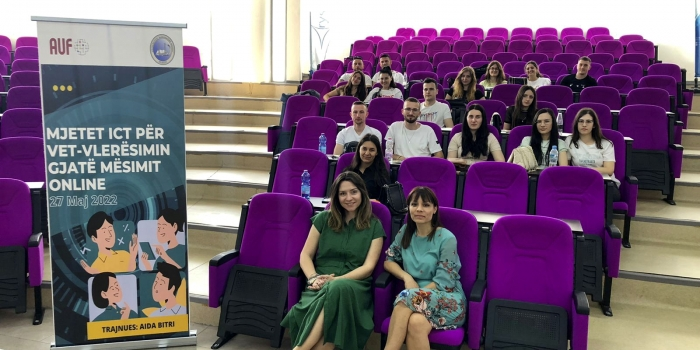 AUF
MJETET ICT PËR
VET-VLERËSIMIN
GJATË MËSIMIT
ONLINE
27 Maj 2022
TRAJNUES: AIDA BITRI